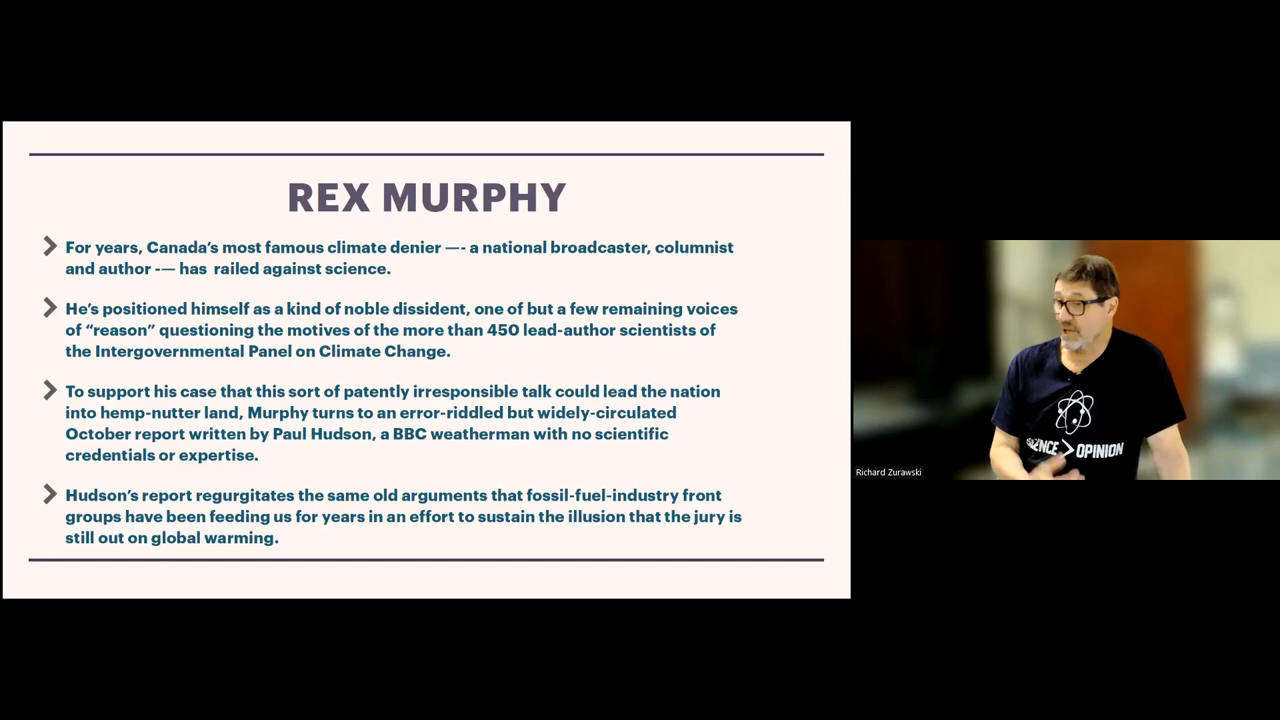 REX MURPHY
For years, Canada's most famous climate denier —- a national broadcaster, columnist
and author -— has railed against science.
He's positioned himself as a kind of noble dissident, one of but a few remaining voices
of “reason” questioning the motives of the more than 450 lead-author scientists of
the Intergovernmental Panel on Climate Change.
To support his case that this sort of patently irresponsible talk could lead the nation
into hemp-nutter land, Murphy turns to an error-riddled but widely-circulated
October report written by Paul Hudson, a BBC weatherman with no scientific
credentials or expertise.
Hudson's report regurgitates the same old arguments that fossil-fuel-industry front
groups have been feeding us for years in an effort to sustain the illusion that the jury is
still out on global warming.
> OPINION
Richard Zurawski